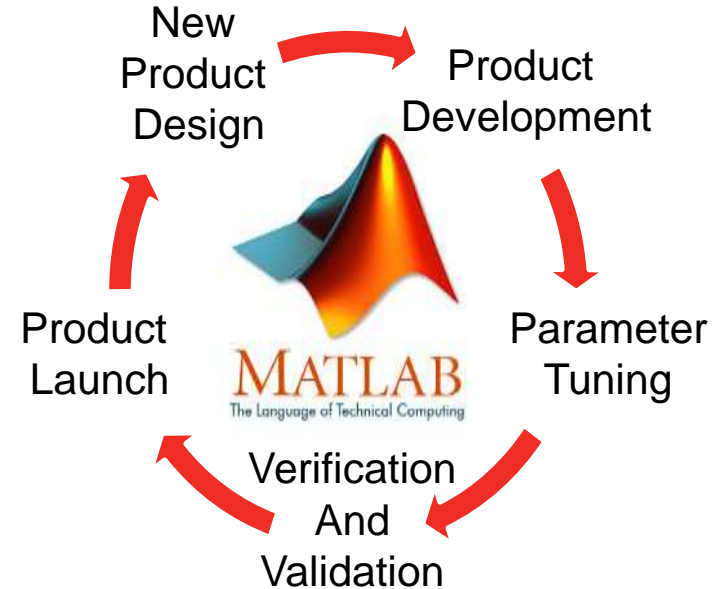 New
Product
Design
Product
Development
Parameter
Tuning
Verification
And
Validation
Product
Launch
MATLAB
The Language of Technical Computing